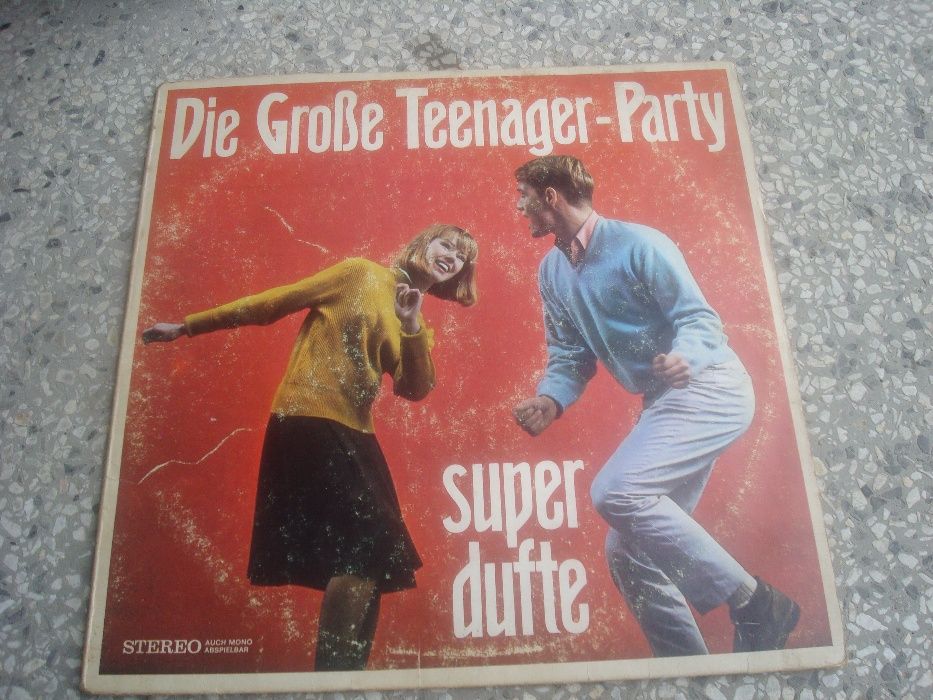 Die Große Teenager-Party
super
dufte
STEREO AUCH MONO
ABSPIELBAR